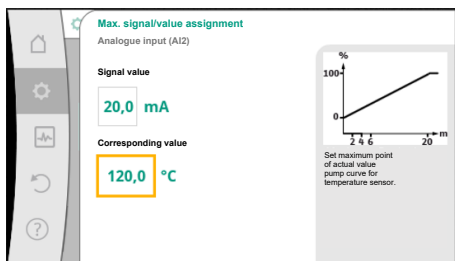 Max. signal/value assignment
Analogue input (AI2)
Signal value
20,0 mA
Corresponding value
120,0 °C
%
100
0
2 4 6 20
m
Set maximum point
of actual value
pump curve for
temperature sensor.
?